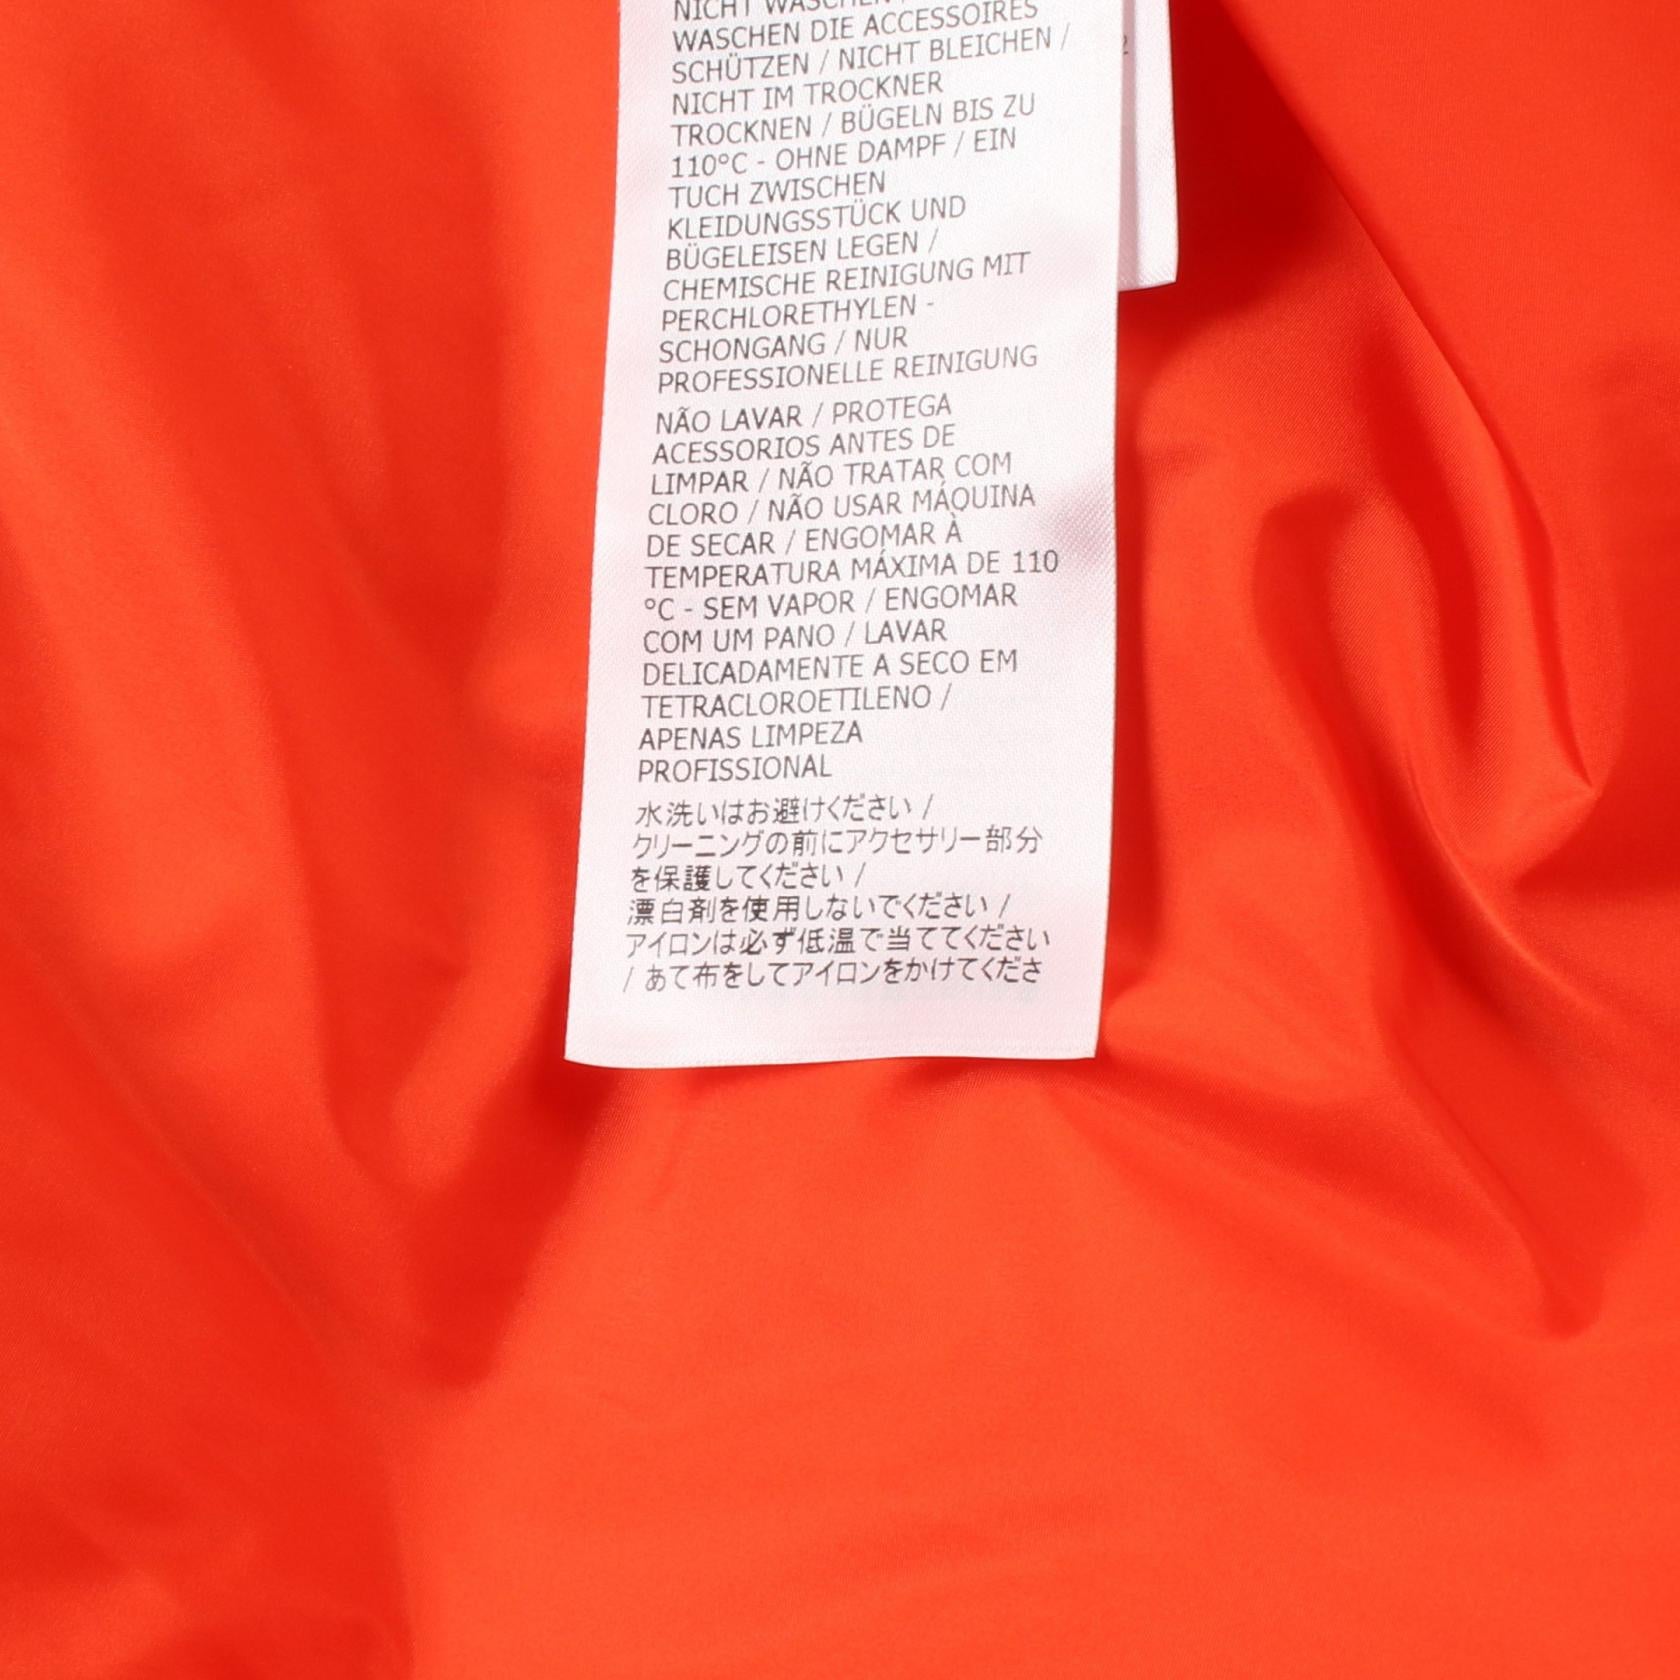 NICHT WASCHEN
WASCHEN DIE ACCESSOIRES
SCHÜTZEN / NICHT BLEICHEN /
NICHT IM TROCKNER
TROCKNEN / BÜGELN BIS ZU
110°C - OHNE DAMPF / EIN
TUCH ZWISCHEN
KLEIDUNGSSTÜCK UND
BÜGELEISEN LEGEN /
CHEMISCHE REINIGUNG MIT
PERCHLORETHYLEN -
SCHONGANG / NUR
PROFESSIONELLE REINIGUNG
NÃO LAVAR / PROTEGA
ACESSORIOS ANTES DE
LIMPAR / NÃO TRATAR COM
CLORO / NÃO USAR MÁQUINA
DE SECAR / ENGOMAR À
TEMPERATURA MÁXIMA DE 110
°C - SEM VAPOR / ENGOMAR
COM UM PANO / LAVAR
DELICADAMENTE A SECO EM
TETRACLOROETILENO /
APENAS LIMPEZA
PROFISSIONAL
水洗いはお避けください /
クリーニングの前にアクセサリー部分
を保護してください /
漂白剤を使用しないでください /
アイロンは必ず低温で当ててください
/ あて布をしてアイロンをかけてくださ
2